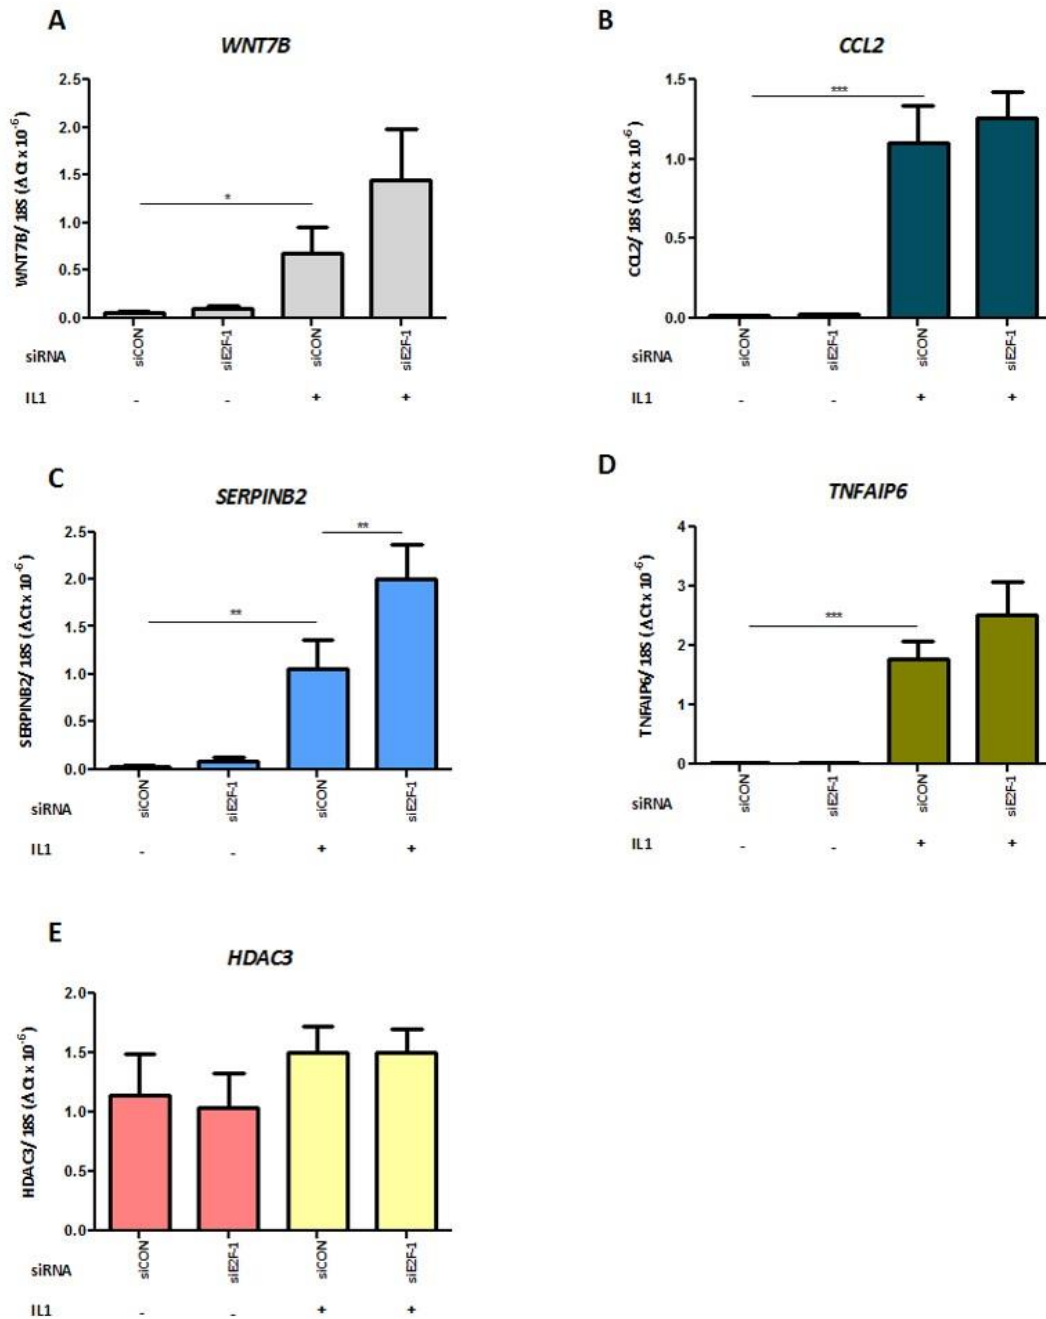 A
WNT7B
WNT7B/ 18S (Δ Ct x 10⁻⁶)
2.5
2.0
1.5
1.0
0.5
0.0
*
siRNA siCON siE2F-1 siCON siE2F-1
IL1 - - + +
B
CCL2
CCL2/ 18S (Δ Ct x 10⁻⁶)
1.5
1.0
0.5
0.0
***
siRNA siCON siE2F-1 siCON siE2F-1
IL1 - - + +
C
SERPINB2
SERPINB2/ 18S (Δ Ct x 10⁻⁶)
2.5
2.0
1.5
1.0
0.5
0.0
**
**
siRNA siCON siE2F-1 siCON siE2F-1
IL1 - - + +
D
TNFAIP6
TNFAIP6/ 18S (Δ Ct x 10⁻⁶)
4
3
2
1
0
***
siRNA siCON siE2F-1 siCON siE2F-1
IL1 - - + +
E
HDAC3
HDAC3/ 18S (Δ Ct x 10⁻⁶)
2.0
1.5
1.0
0.5
0.0
siRNA siCON siE2F-1 siCON siE2F-1
IL1 - - + +